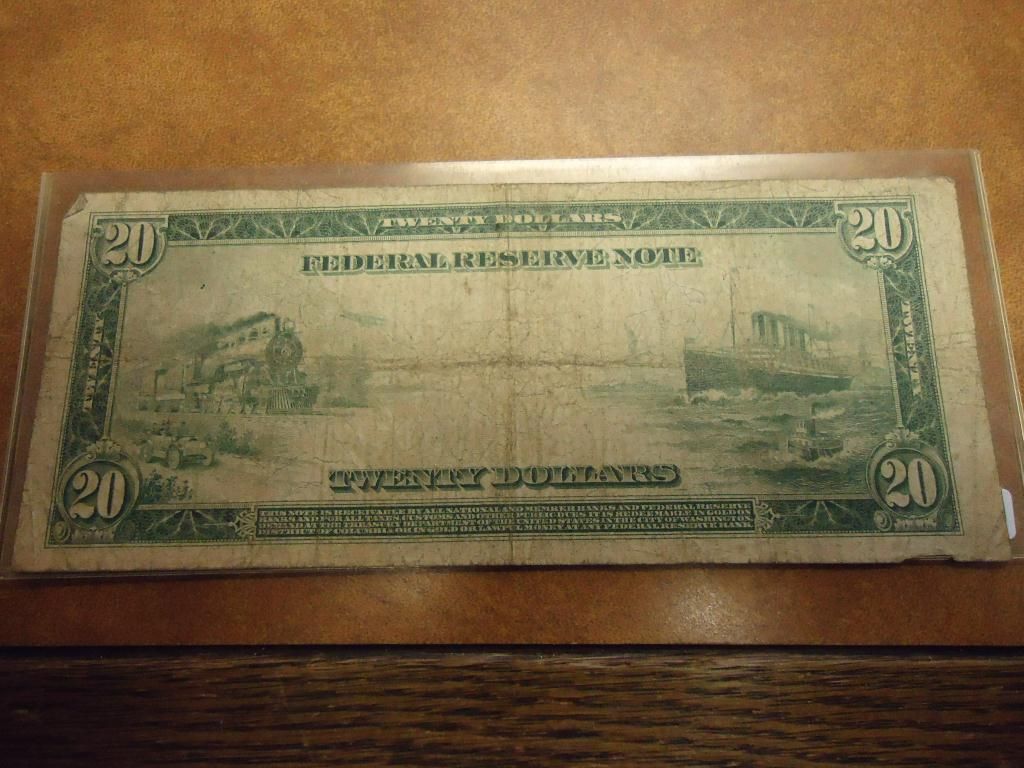 20 TWENTY DOLLARS 20
FEDERAL RESERVE NOTE
TWENTY TWENTY
TWENTY DOLLARS
20 20
THIS NOTE IS RECEIVABLE BY ALL NATIONAL AND MEMBER BANKS AND FEDERAL RESERVE
BANKS AND FOR ALL TAXES, CUSTOMS AND OTHER PUBLIC DUES. IT IS REDEEMABLE IN GOLD ON
DEMAND AT THE TREASURY DEPARTMENT OF THE UNITED STATES IN THE CITY OF WASHINGTON,
DISTRICT OF COLUMBIA OR IN GOLD OR LAWFUL MONEY AT ANY FEDERAL RESERVE BANK.